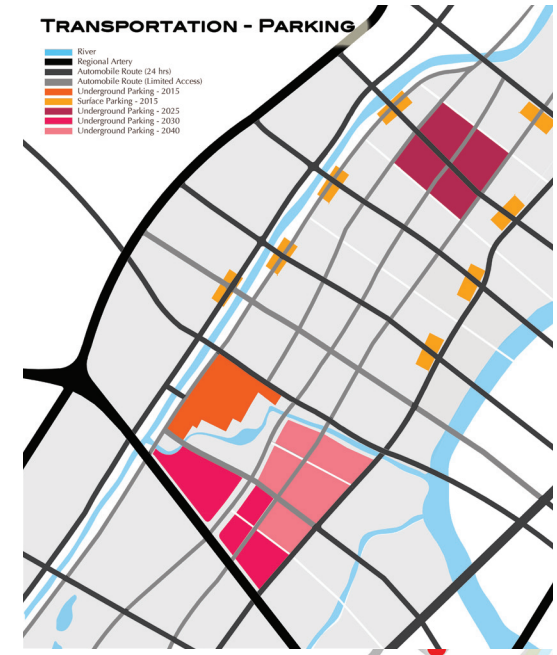 TRANSPORTATION - PARKING
River
Regional Artery
Automobile Route (24 hrs)
Automobile Route (Limited Access)
Underground Parking - 2015
Surface Parking - 2015
Underground Parking - 2025
Underground Parking - 2030
Underground Parking - 2040